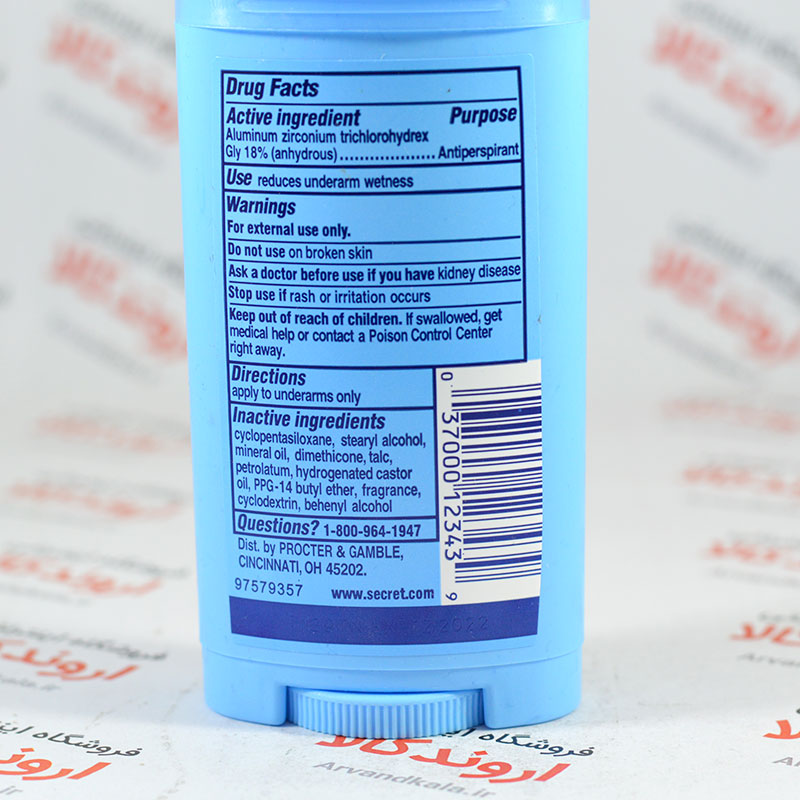 Drug Facts
Active ingredient Purpose
Aluminum zirconium trichlorohydrex
Gly 18% (anhydrous).....................Antiperspirant
Use reduces underarm wetness
Warnings
For external use only.
Do not use on broken skin
Ask a doctor before use if you have kidney disease
Stop use if rash or irritation occurs
Keep out of reach of children. If swallowed, get
medical help or contact a Poison Control Center
right away.
Directions
apply to underarms only
Inactive ingredients
cyclopentasiloxane, stearyl alcohol,
mineral oil, dimethicone, talc,
petrolatum, hydrogenated castor
oil, PPG-14 butyl ether, fragrance,
cyclodextrin, behenyl alcohol
Questions? 1-800-964-1947
Dist. by PROCTER & GAMBLE,
CINCINNATI, OH 45202.
97579357 www.secret.com
0 37000 12343 9
فروشگاه اینترنتی
اروند کالا
Arvandkala.ir